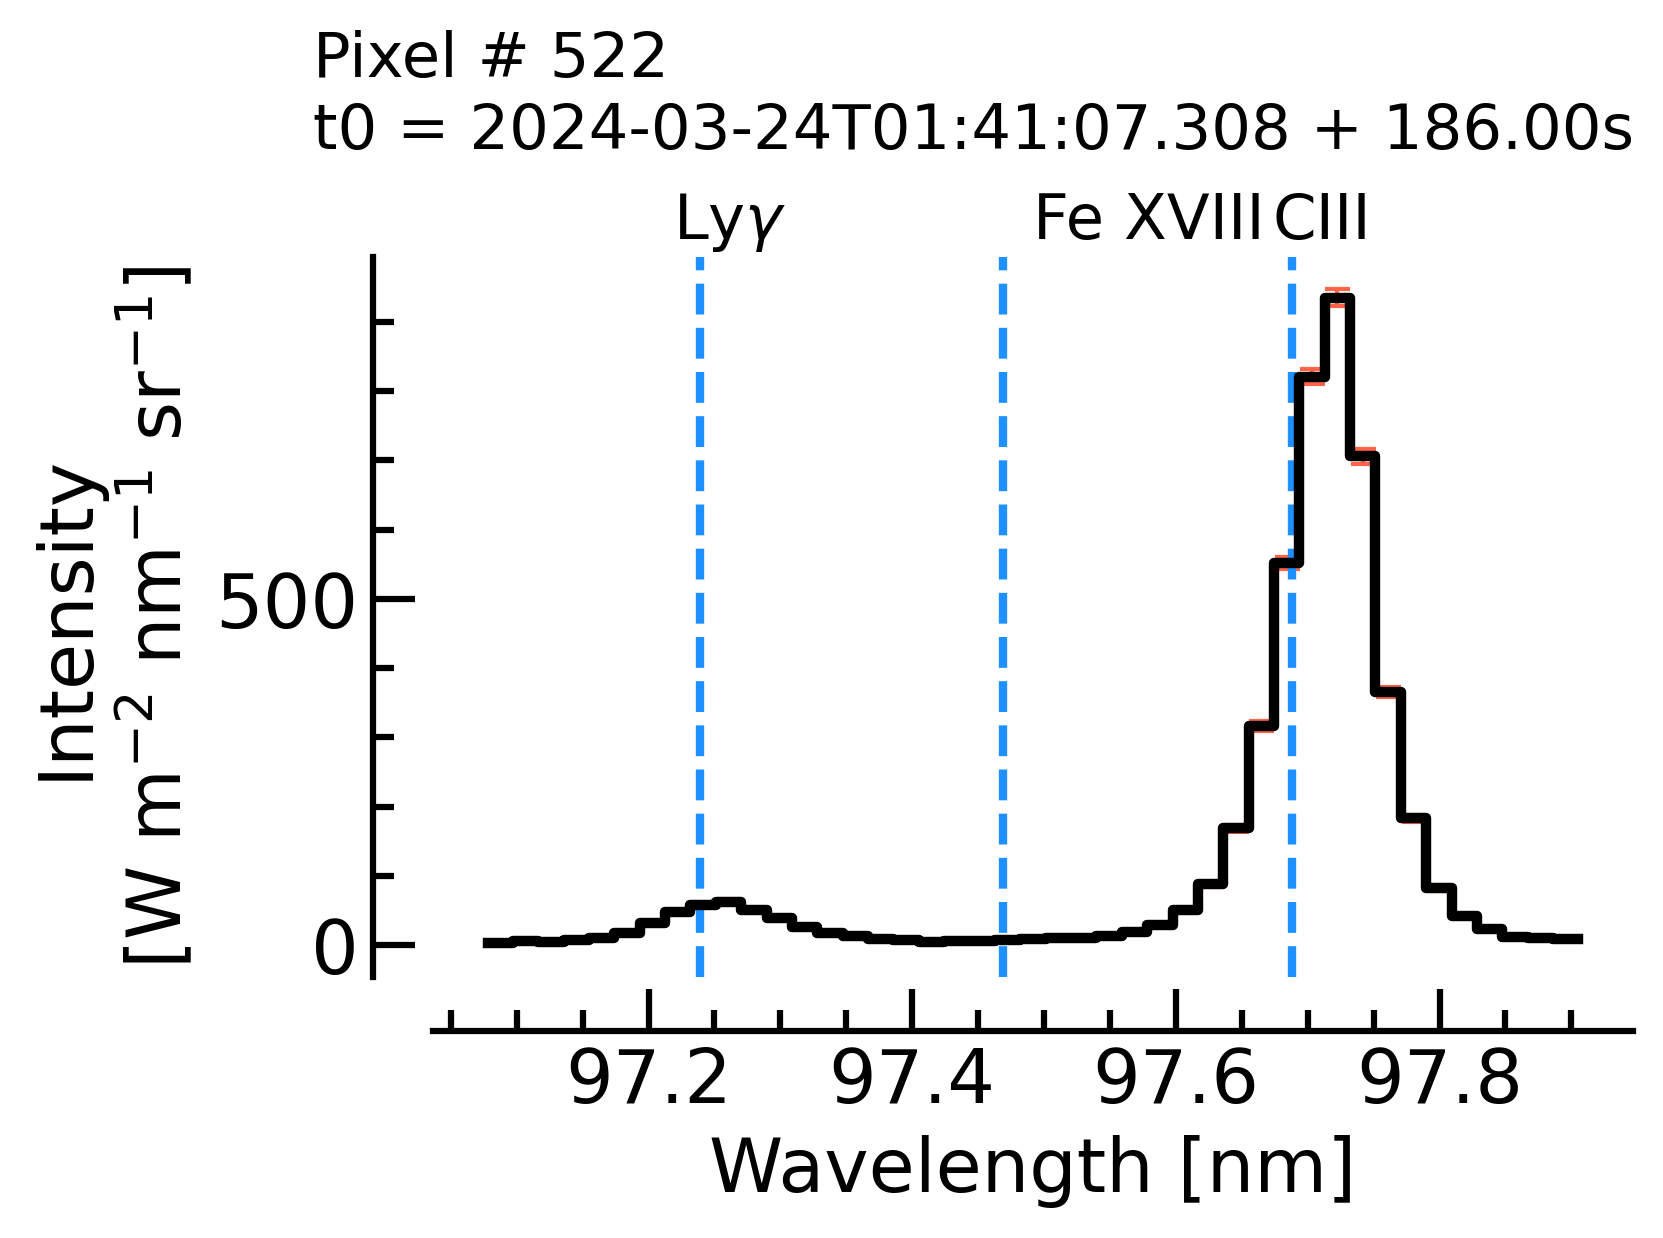 Pixel # 522
t0 = 2024-03-24T01:41:07.308 + 186.00s
Lyγ Fe XVIII CIII
Intensity
[W m⁻² nm⁻¹ sr⁻¹]
500
0
97.2 97.4 97.6 97.8
Wavelength [nm]